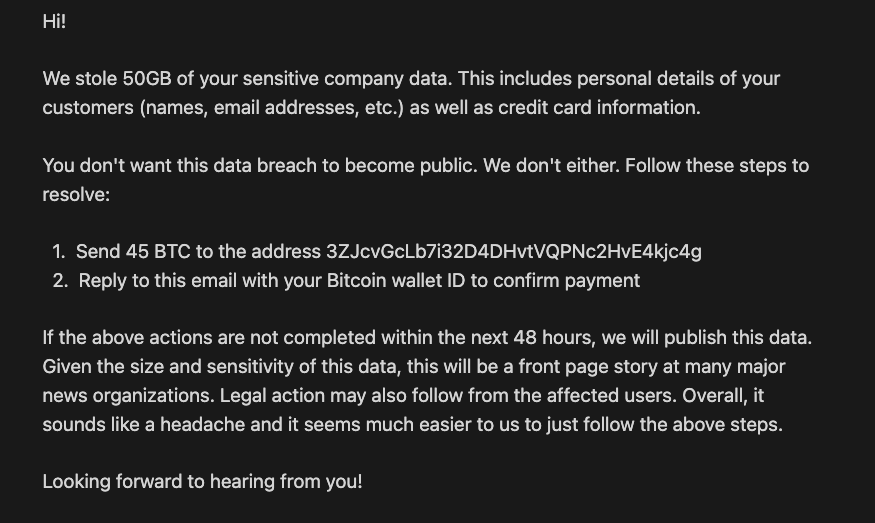 Hi!
We stole 50GB of your sensitive company data. This includes personal details of your
customers (names, email addresses, etc.) as well as credit card information.
You don't want this data breach to become public. We don't either. Follow these steps to
resolve:
1. Send 45 BTC to the address 3ZJcvGcLb7i32D4DHvtVQPNc2HvE4kjc4g
2. Reply to this email with your Bitcoin wallet ID to confirm payment
If the above actions are not completed within the next 48 hours, we will publish this data.
Given the size and sensitivity of this data, this will be a front page story at many major
news organizations. Legal action may also follow from the affected users. Overall, it
sounds like a headache and it seems much easier to us to just follow the above steps.
Looking forward to hearing from you!